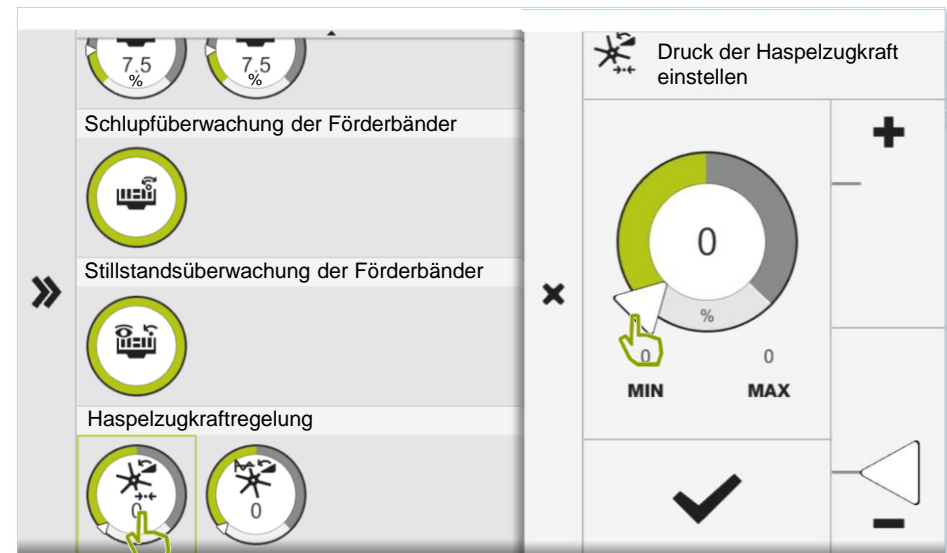 7.5
%
7.5
%
Schlupfüberwachung der Förderbänder
Stillstandsüberwachung der Förderbänder
Haspelzugkraftregelung
0
0
Druck der Haspelzugkraft
einstellen
0
%
0 0
MIN MAX